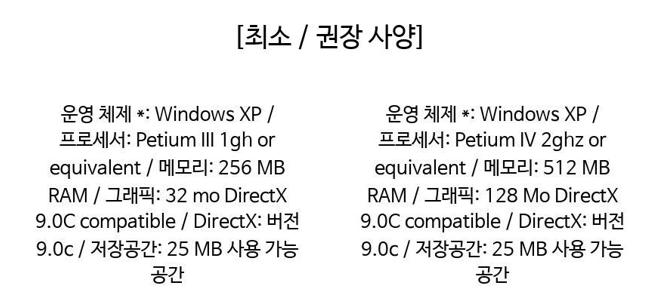 [최소 / 권장 사양]
운영 체제 *: Windows XP /
프로세서: Petium III 1gh or
equivalent / 메모리: 256 MB
RAM / 그래픽: 32 mo DirectX
9.0C compatible / DirectX: 버전
9.0c / 저장공간: 25 MB 사용 가능
공간
운영 체제 *: Windows XP /
프로세서: Petium IV 2ghz or
equivalent / 메모리: 512 MB
RAM / 그래픽: 128 Mo DirectX
9.0C compatible / DirectX: 버전
9.0c / 저장공간: 25 MB 사용 가능
공간